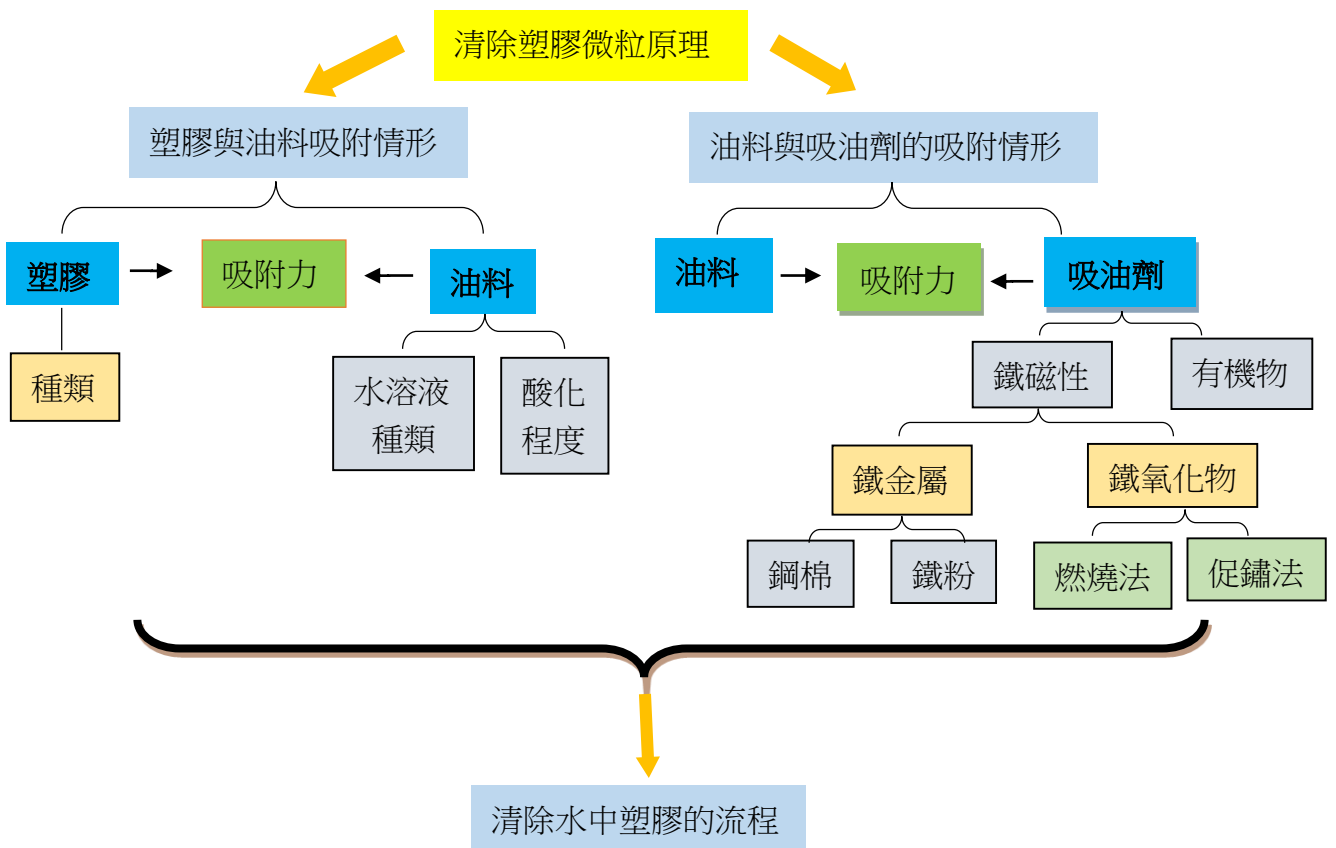 清除塑膠微粒原理
塑膠與油料吸附情形
油料與吸油劑的吸附情形
塑膠
吸附力
油料
油料
吸附力
吸油劑
種類
水溶液
種類
酸化
程度
鐵磁性
有機物
鐵金屬
鐵氧化物
鋼棉
鐵粉
燃燒法
促鏽法
清除水中塑膠的流程